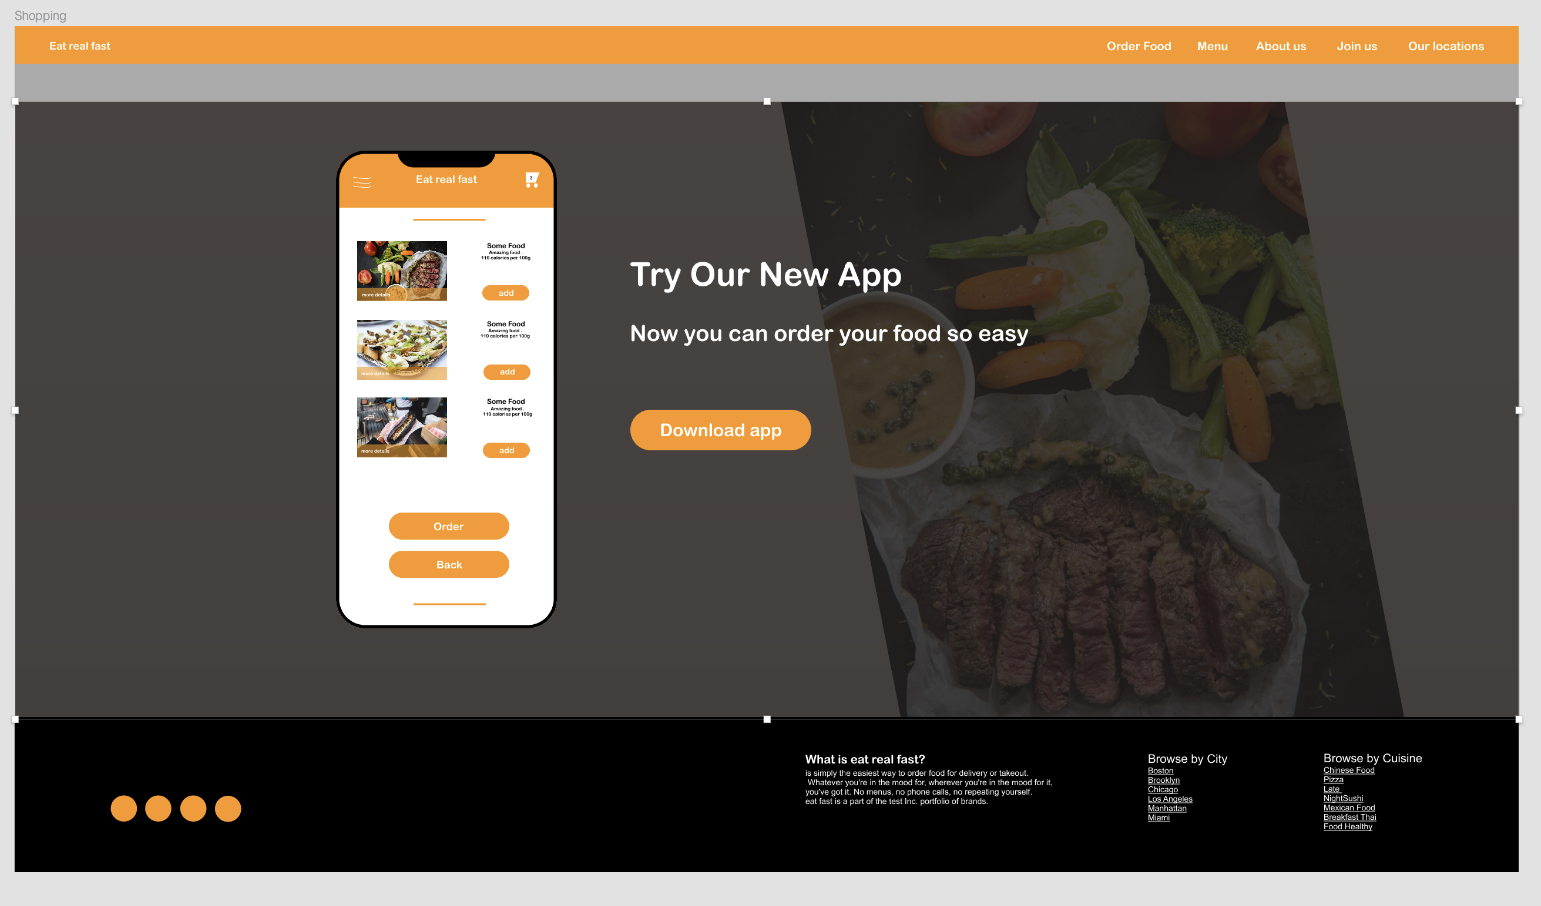 Shopping
Eat real fast
Order Food
Menu
About us
Join us
Our locations
Eat real fast
2
Some Food
Amazing food .
110 calories per 100g
more details
add
Some Food
Amazing food .
110 calories per 100g
more details
add
Some Food
Amazing food .
110 calories per 100g
more details
add
Order
Back
Try Our New App
Now you can order your food so easy
Download app
What is eat real fast?
is simply the easiest way to order food for delivery or takeout.
Whatever you're in the mood for, wherever you're in the mood for it,
you've got it. No menus, no phone calls, no repeating yourself.
eat fast is a part of the test Inc. portfolio of brands.
Browse by City
Boston
Brooklyn
Chicago
Los Angeles
Manhattan
Miami
Browse by Cuisine
Chinese Food
Pizza
Late
NightSushi
Mexican Food
Breakfast Thai
Food Healthy